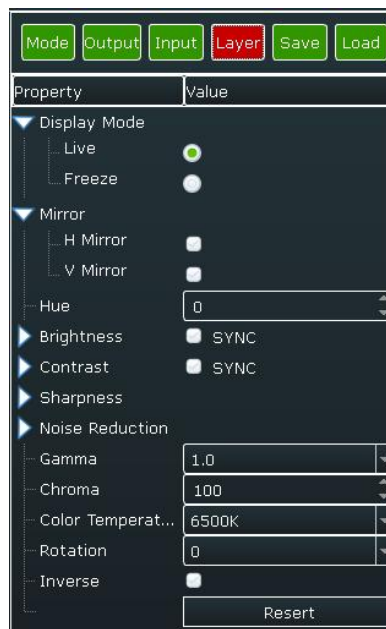 Mode Output Input Layer Save Load
Property Value
Display Mode
Live
Freeze
Mirror
H Mirror
V Mirror
Hue 0
Brightness SYNC
Contrast SYNC
Sharpness
Noise Reduction
Gamma 1.0
Chroma 100
Color Temperat... 6500K
Rotation 0
Inverse
Resert